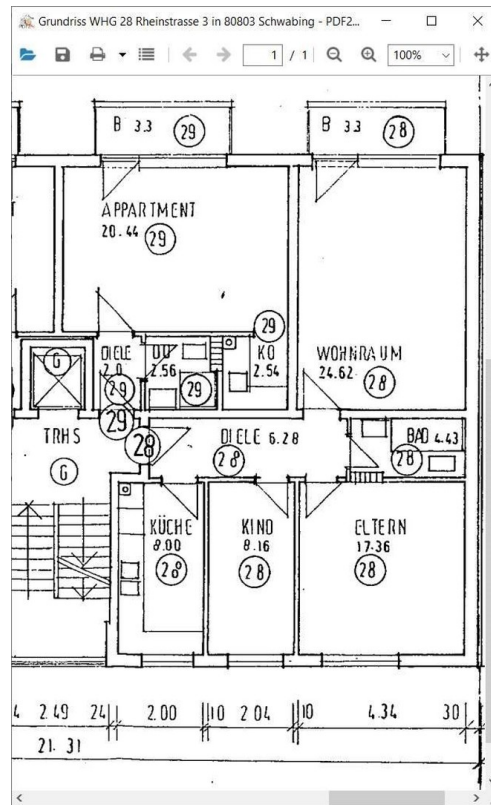 Grundriss WHG 28 Rheinstrasse 3 in 80803 Schwabing - PDF2...
1 / 1
100%
B 3.3 29
B 3.3 28
APPARTMENT
20.44 29
29
DIELE
2.0
29
DU
2.56
29
KO
2.54
WOHNRAUM
24.62 28
G
29
TRHS
G
28
DIELE 6.28
28
BAD 4.43
28
KÜCHE
8.00
28
KIND
8.16
28
ELTERN
17.36
28
4 2.49 24 2.00 10 2.04 10 4.34 30
21.31